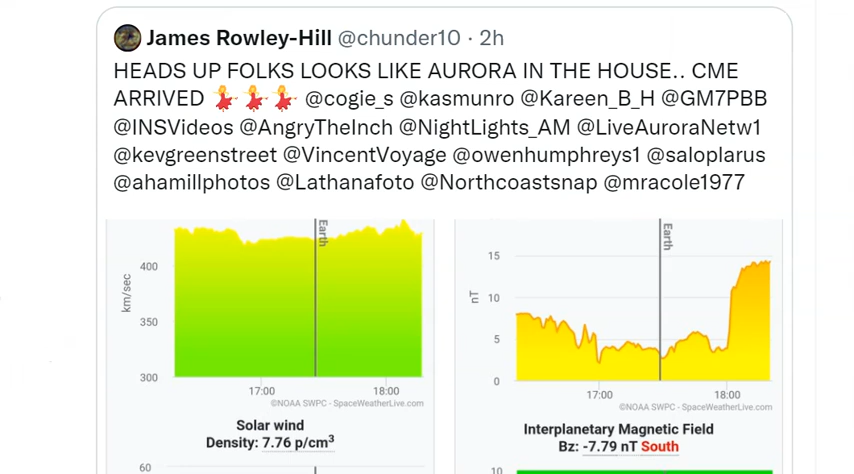 James Rowley-Hill @chunder10 · 2h
HEADS UP FOLKS LOOKS LIKE AURORA IN THE HOUSE.. CME
ARRIVED 💃💃💃 @cogie_s @kasmunro @Kareen_B_H @GM7PBB
@INSVideos @AngryTheInch @NightLights_AM @LiveAuroraNetw1
@kevgreenstreet @VincentVoyage @owenhumphreys1 @saloplarus
@ahamillphotos @Lathanafoto @Northcoastsnap @mracole1977
Earth
400
350
300
km/sec
17:00 18:00
©NOAA SWPC - SpaceWeatherLive.com
Solar wind
Density: 7.76 p/cm³
60
Earth
15
10
5
0
nT
17:00 18:00
©NOAA SWPC - SpaceWeatherLive.com
Interplanetary Magnetic Field
Bz: -7.79 nT South
10